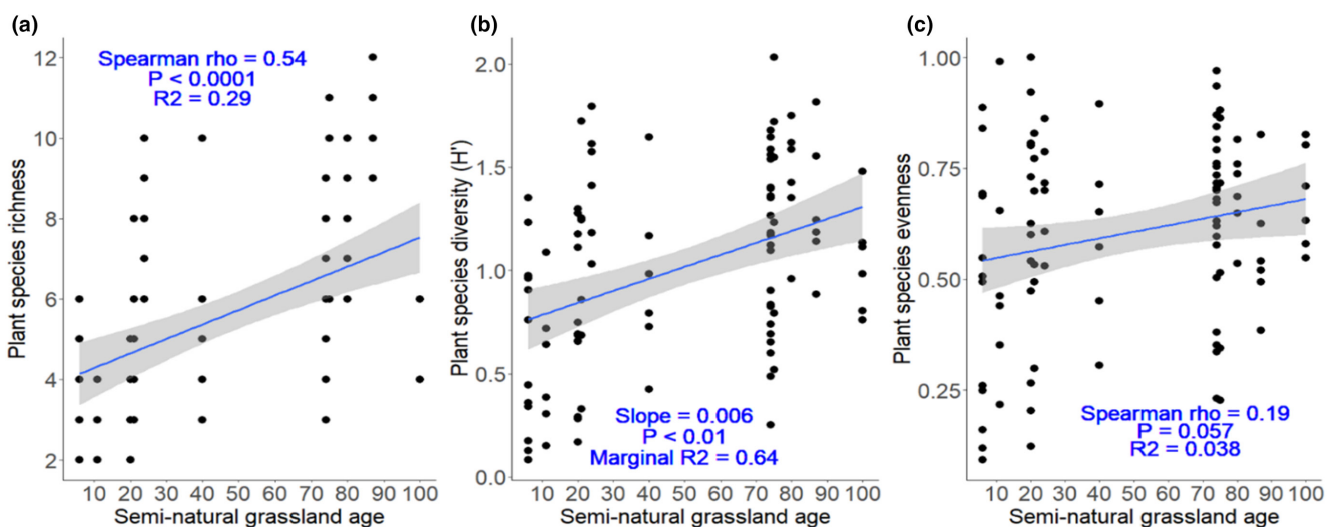 (a)
Spearman rho = 0.54
P < 0.0001
R2 = 0.29
Plant species richness
12
10
8
6
4
2
10 20 30 40 50 60 70 80 90 100
Semi-natural grassland age
(b)
Plant species diversity (H')
2.0
1.5
1.0
0.5
0.0
Slope = 0.006
P < 0.01
Marginal R2 = 0.64
10 20 30 40 50 60 70 80 90 100
Semi-natural grassland age
(c)
Plant species evenness
1.00
0.75
0.50
0.25
Spearman rho = 0.19
P = 0.057
R2 = 0.038
10 20 30 40 50 60 70 80 90 100
Semi-natural grassland age